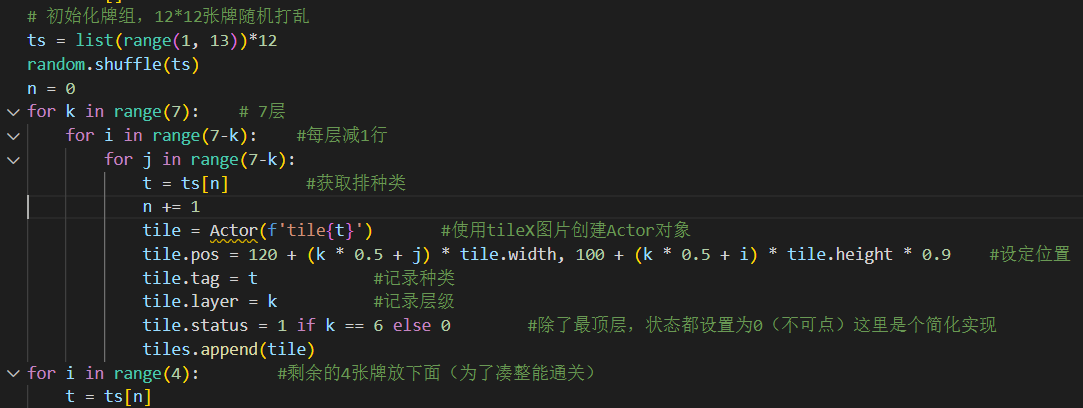 # 初始化牌组，12*12张牌随机打乱
ts = list(range(1, 13))*12
random.shuffle(ts)
n = 0
for k in range(7):    # 7层
    for i in range(7-k):    #每层减1行
        for j in range(7-k):
            t = ts[n]        #获取排种类
            n += 1
            tile = Actor(f'tile{t}')       #使用tileX图片创建Actor对象
            tile.pos = 120 + (k * 0.5 + j) * tile.width, 100 + (k * 0.5 + i) * tile.height * 0.9    #设定位置
            tile.tag = t            #记录种类
            tile.layer = k          #记录层级
            tile.status = 1 if k == 6 else 0        #除了最顶层，状态都设置为0（不可点）这里是个简化实现
            tiles.append(tile)
for i in range(4):        #剩余的4张牌放下面（为了凑整能通关）
    t = ts[n]